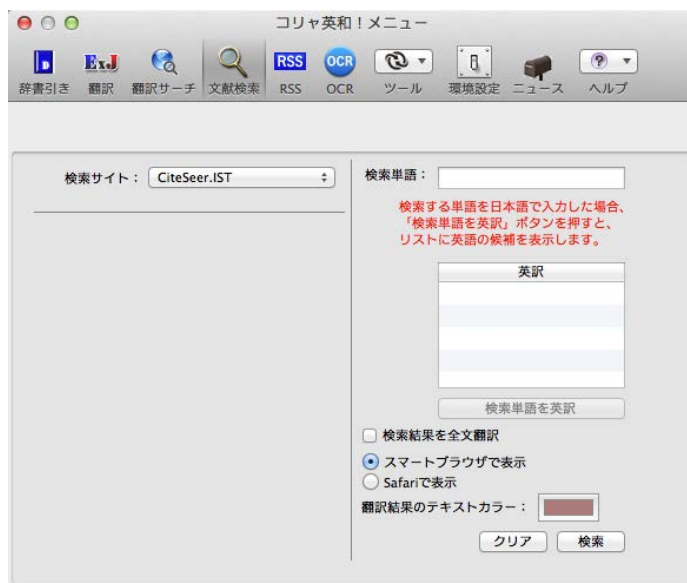 コリャ英和！メニュー
D
ExJ
RSS
OCR
?
辞書引き 翻訳 翻訳サーチ 文献検索 RSS OCR ツール 環境設定 ニュース ヘルプ
検索サイト： CiteSeer.IST
検索単語：
検索する単語を日本語で入力した場合、
「検索単語を英訳」ボタンを押すと、
リストに英語の候補を表示します。
英訳
検索単語を英訳
検索結果を全文翻訳
スマートブラウザで表示
Safariで表示
翻訳結果のテキストカラー：
クリア 検索